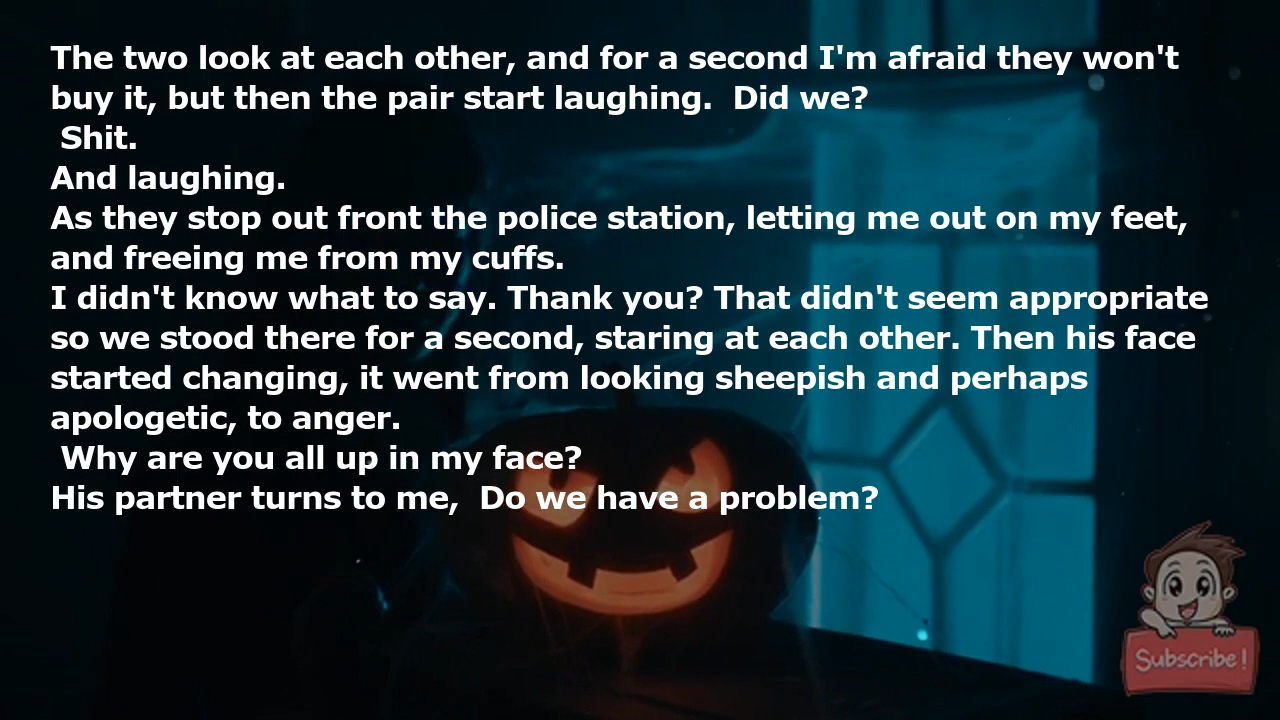 The two look at each other, and for a second I'm afraid they won't
buy it, but then the pair start laughing.  Did we?
Shit.
And laughing.
As they stop out front the police station, letting me out on my feet,
and freeing me from my cuffs.
I didn't know what to say. Thank you? That didn't seem appropriate
so we stood there for a second, staring at each other. Then his face
started changing, it went from looking sheepish and perhaps
apologetic, to anger.
Why are you all up in my face?
His partner turns to me,  Do we have a problem?
Subscribe!